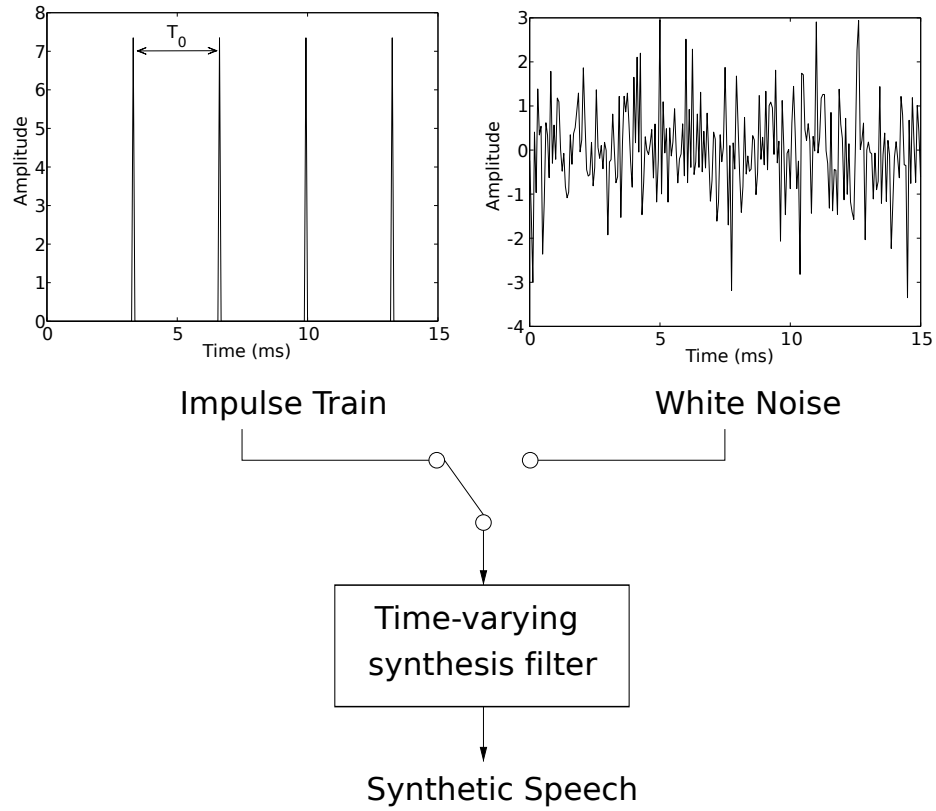 8
7
6
5
4
3
2
1
0
Amplitude
T0
0 5 10 15
Time (ms)
3
2
1
0
-1
-2
-3
-4
Amplitude
0 5 10 15
Time (ms)
Impulse Train
White Noise
Time-varying
synthesis filter
Synthetic Speech